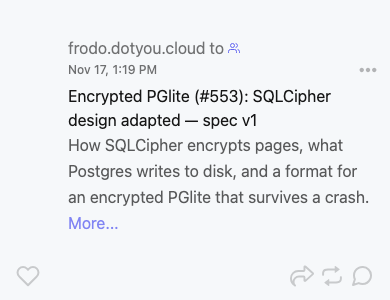 frodo.dotyou.cloud to
Nov 17, 1:19 PM
Encrypted PGlite (#553): SQLCipher
design adapted — spec v1
How SQLCipher encrypts pages, what
Postgres writes to disk, and a format for
an encrypted PGlite that survives a crash.
More...